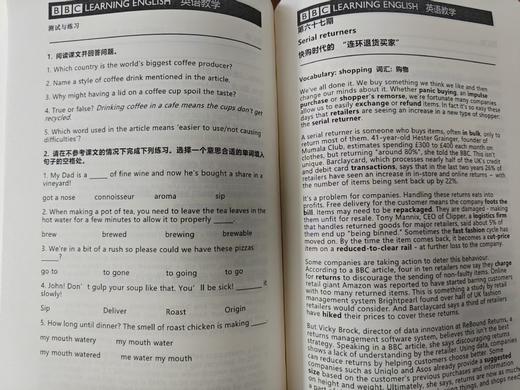 BBC LEARNING ENGLISH 英语教学
测试与练习
1. 阅读课文并回答问题。
1. Which country is the world's biggest coffee producer?
2. Name a style of coffee drink mentioned in the article.
3. Why might having a lid on a coffee cup spoil the taste?
4. True or false? Drinking coffee in a cafe means the cups don't get
recycled.
5. Which word used in the article means 'easier to use/not causing
difficulties'?
2. 请在不参考课文的情况下完成下列练习。选择一个意思合适的单词填入
句子的空格处。
1. My Dad is a _____ of fine wine and now he's bought a share in a
vineyard!
got a nose connoisseur aroma sip
2. When making a pot of tea, you need to leave the tea leaves in the
hot water for a few minutes to allow it to properly _____.
brew brewed brewing brewable
3. We're in a bit of a rush so please could we have these pizzas
_____?
go to to gone to going to go
4. John! Don't gulp your soup like that. You'll be sick! _____ it
slowly!
Sip Deliver Roast Origin
5. How long until dinner? The smell of roast chicken is making _____!
my mouth watery my mouth water
my mouth watered me water my mouth
BBC LEARNING ENGLISH 英语教学
第六十七期
Serial returners
快购时代的 “连环退货买家”
Vocabulary: shopping 词汇: 购物
We've all done it. We buy something we think we like and then
change our minds about it. Whether panic buying, an impulse
purchase or shopper's remorse, we're fortunate many companies
allow us to easily exchange or refund items. In fact it's so easy these
days that retailers are seeing an increase in a new type of shopper:
the serial returner.
A serial returner is someone who buys items, often in bulk, only to
return most of them. 41-year-old Hester Grainger, founder of
Mumala Club, estimates spending £300 to £400 each month on
clothes, but returning "around 80%", she told the BBC. This isn't
unique. Barclaycard, which processes nearly half of the UK's credit
and debit card transactions, says that in the last two years 26% of
retailers have seen an increase in in-store and online returns – with
the number of items being sent back up by 22%.
It's a problem for companies. Handling these returns eats into
profits. Free delivery for the customer means the company foots the
bill. Items may need to be repackaged. They are damaged - making
them unfit for resale. Tony Mannix, CEO of Clipper, a logistics firm
that handles returned goods for major retailers, said about 5% of
them end up "being binned." Sometimes the fast fashion cycle has
moved on. By the time the item comes back, it becomes a cut-price
item on a reduced-to-clear rail - at further loss to the company.
Some companies are taking action to deter this behaviour.
According to a BBC article, four in ten retailers now say they charge
for returns to discourage the sending of non-faulty items. Online
retail giant Amazon was reported to have started barring customers
with too many returned items. This is something a study by retail
management system Brightpearl found over half of UK fashion
retailers would consider. And Barclaycard says a third of retailers
have hiked their prices to cover these returns.
But Vicky Brock, director of data innovation at ReBound Returns, a
returns management software system, believes this isn't the best
strategy. Speaking in a BBC article, she says discouraging returns
shows a lack of understanding by the retailer. Using data, companies
can reduce returns by helping customers choose better. Some
companies such as Uniqlo and Asos already provide a suggested
size based on the customer's previous purchases and information
on height and weight. Ultimately, she says, returns are now as